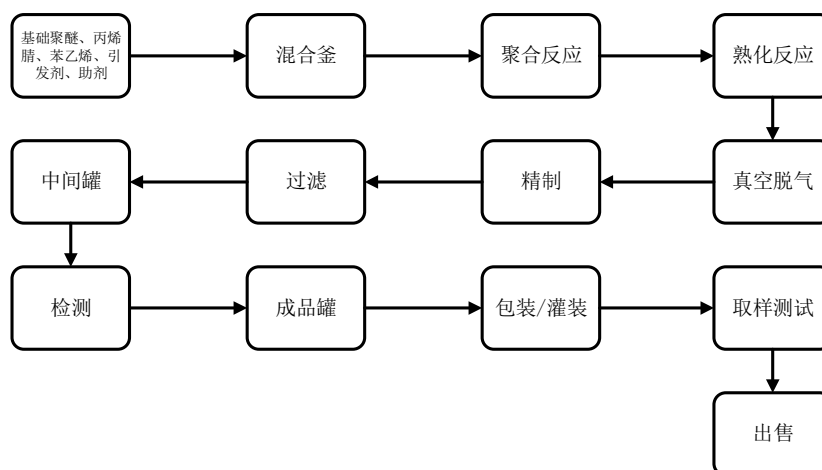 基础聚醚、丙烯
腈、苯乙烯、引
发剂、助剂
混合釜
聚合反应
熟化反应
真空脱气
精制
过滤
中间罐
检测
成品罐
包装/灌装
取样测试
出售